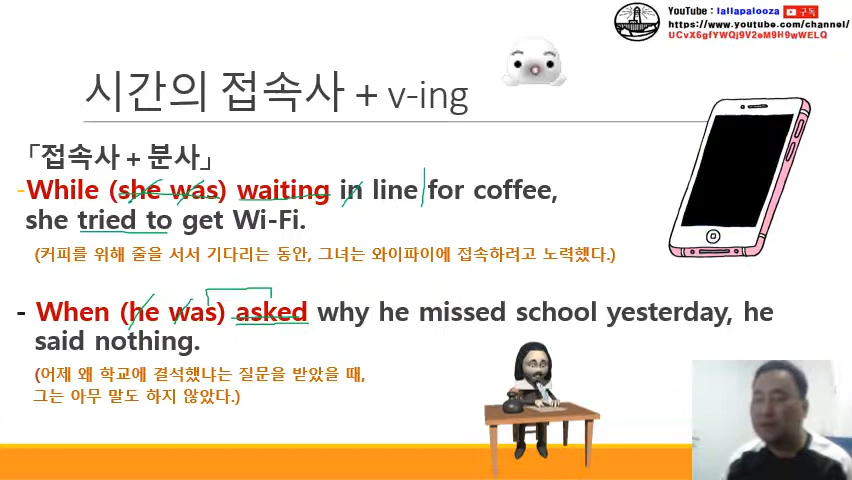 YouTube : lallapalooza 구독
https://www.youtube.com/channel/
UCvX6gfYWQj9V2eM9H9wWELQ
시간의 접속사 + v-ing
「접속사 + 분사」
-While (she was) waiting in line for coffee,
she tried to get Wi-Fi.
(커피를 위해 줄을 서서 기다리는 동안, 그녀는 와이파이에 접속하려고 노력했다.)
- When (he was) asked why he missed school yesterday, he
said nothing.
(어제 왜 학교에 결석했냐는 질문을 받았을 때,
그는 아무 말도 하지 않았다.)